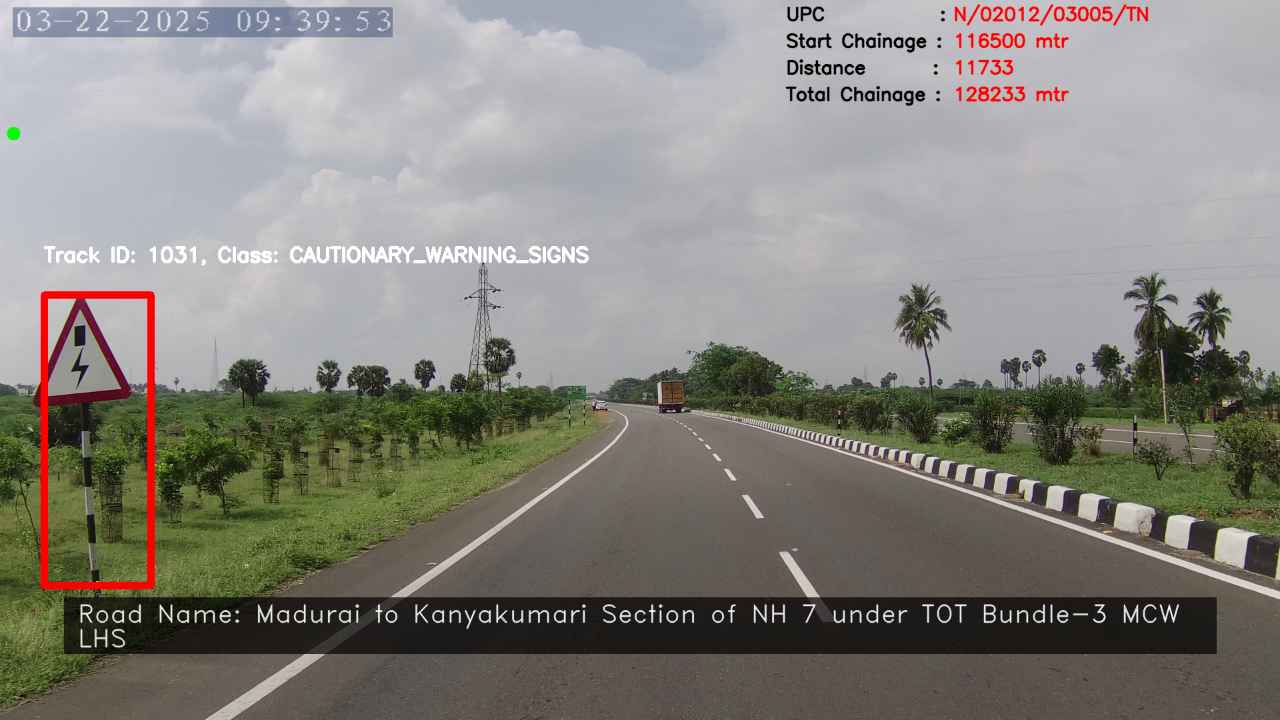 03-22-2025 09:39:53
UPC : N/02012/03005/TN
Start Chainage : 116500 mtr
Distance : 11733
Total Chainage : 128233 mtr
Track ID: 1031, Class: CAUTIONARY_WARNING_SIGNS
Road Name: Madurai to Kanyakumari Section of NH 7 under TOT Bundle-3 MCW
LHS